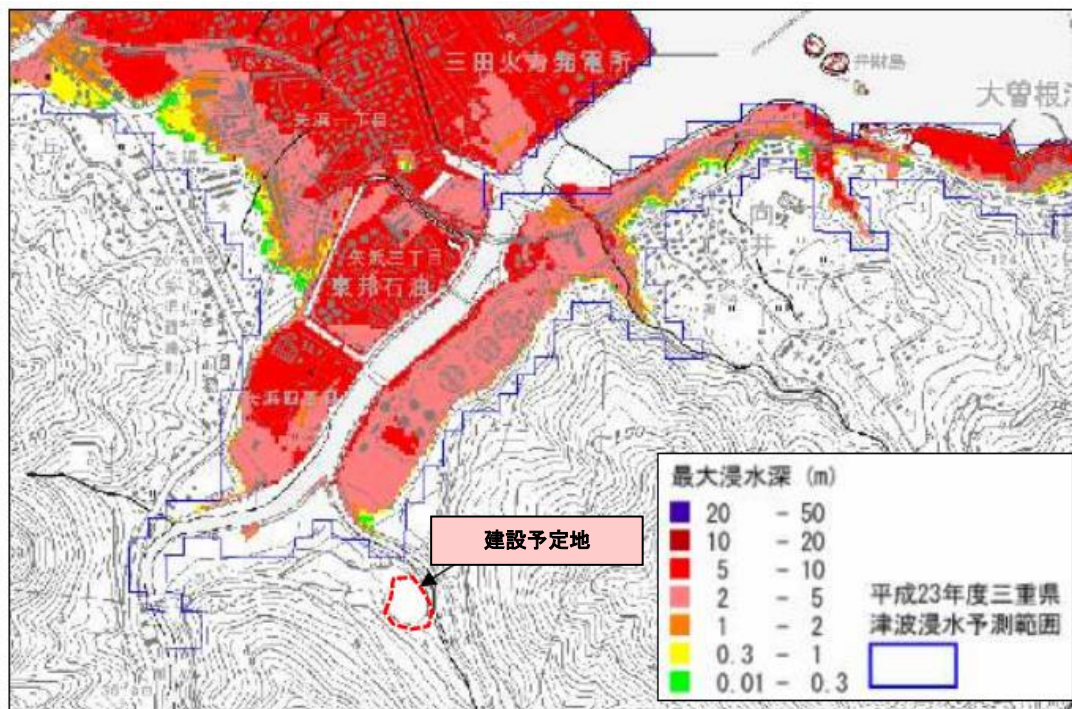 三田火力発電所
弁財島
大曽根
矢浜一丁目
向井
矢浜三丁目
東邦石油
建設予定地
最大浸水深 (m)
20 - 50
10 - 20
5 - 10
2 - 5
1 - 2
0.3 - 1
0.01 - 0.3
平成23年度三重県
津波浸水予測範囲